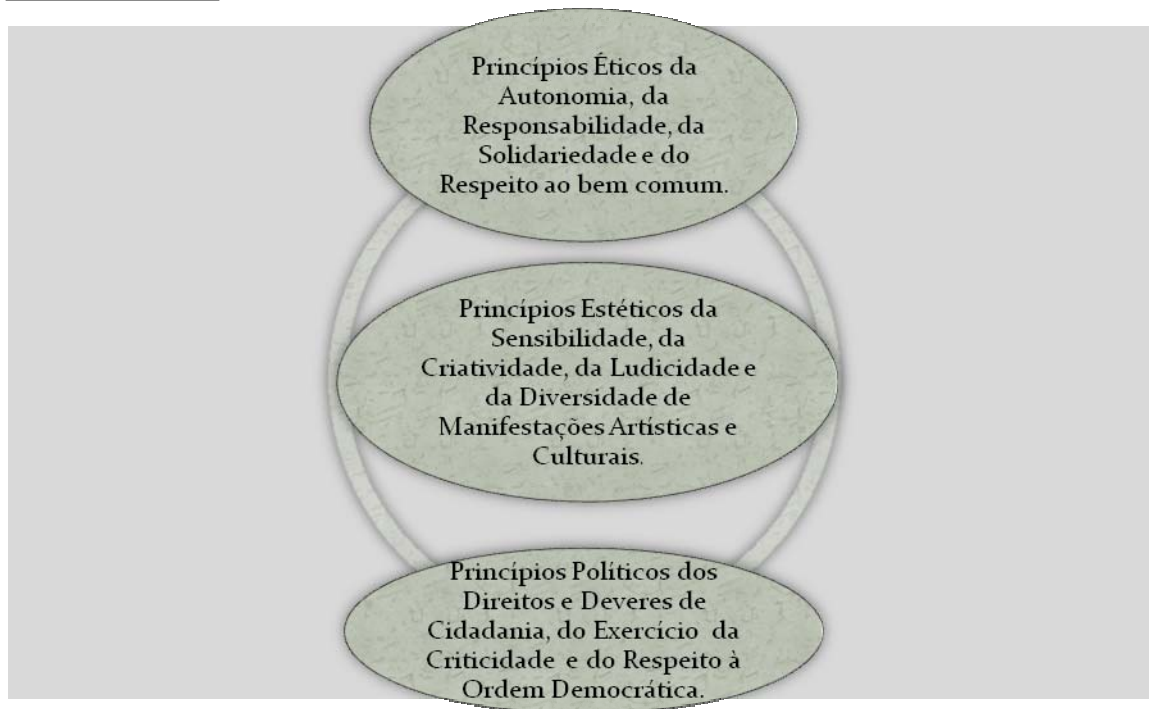 Princípios Éticos da
Autonomia, da
Responsabilidade, da
Solidariedade e do
Respeito ao bem comum.
Princípios Estéticos da
Sensibilidade, da
Criatividade, da Ludicidade e
da Diversidade de
Manifestações Artísticas e
Culturais.
Princípios Políticos dos
Direitos e Deveres de
Cidadania, do Exercício da
Criticidade e do Respeito à
Ordem Democrática.